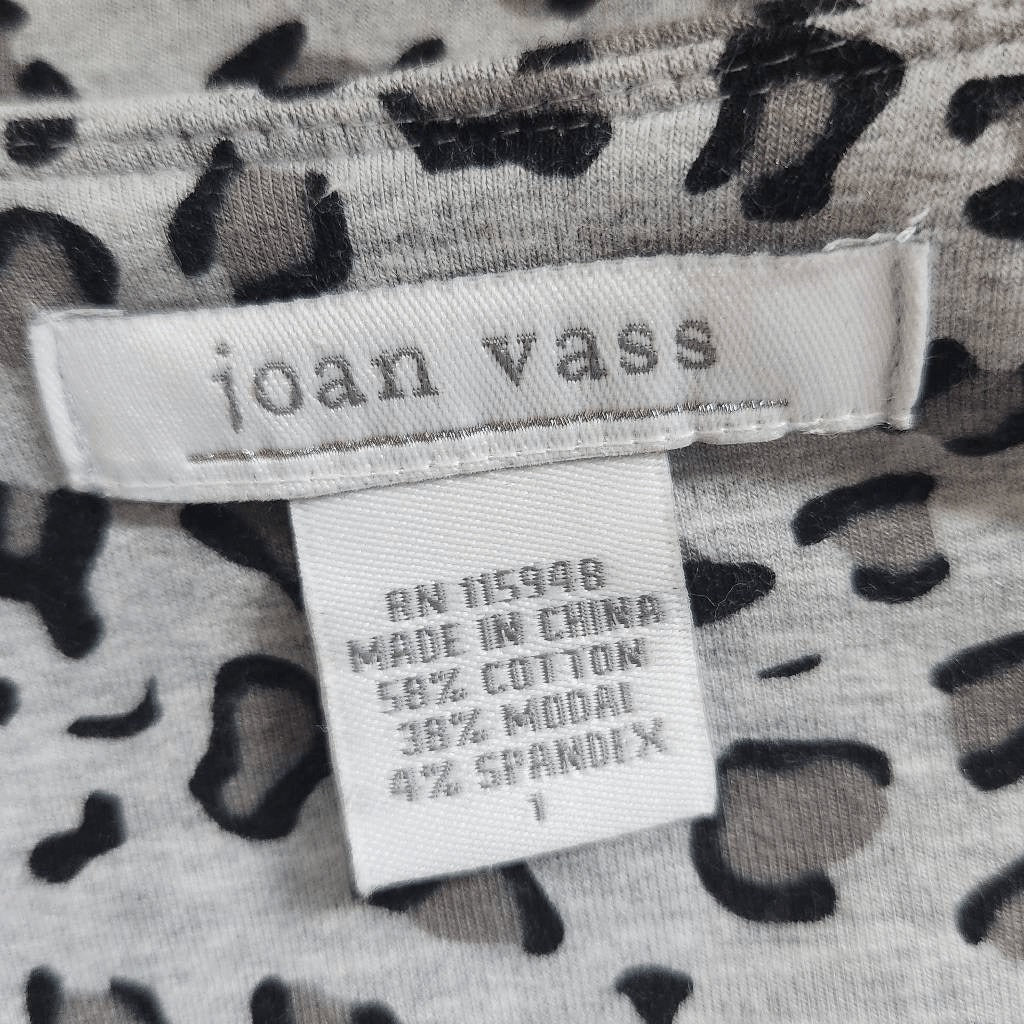 joan vass
RN 115948
MADE IN CHINA
58% COTTON
38% MODAL
4% SPANDEX
1